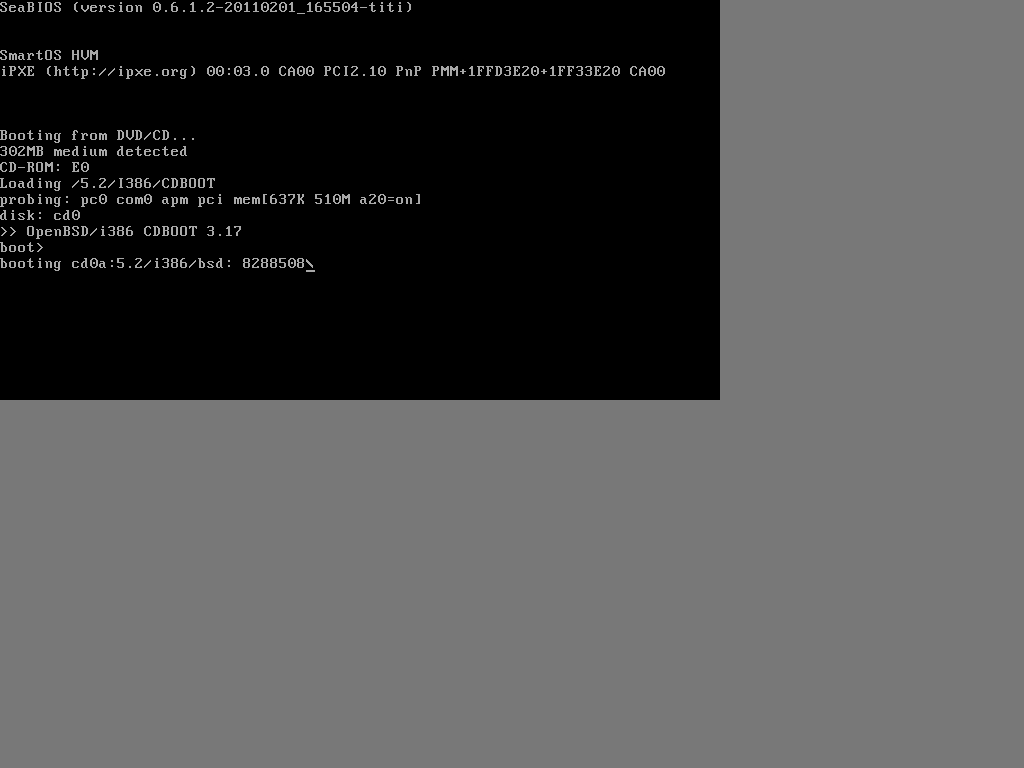 SeaBIOS (version 0.6.1.2-20110201_165504-titi)
SmartOS HVM
iPXE (http://ipxe.org) 00:03.0 CA00 PCI2.10 PnP PMM+1FFD3E20+1FF33E20 CA00
Booting from DVD/CD...
302MB medium detected
CD-ROM: E0
Loading /5.2/I386/CDBOOT
probing: pc0 com0 apm pci mem[637K 510M a20=on]
disk: cd0
>> OpenBSD/i386 CDBOOT 3.17
boot>
booting cd0a:5.2/i386/bsd: 8288508\